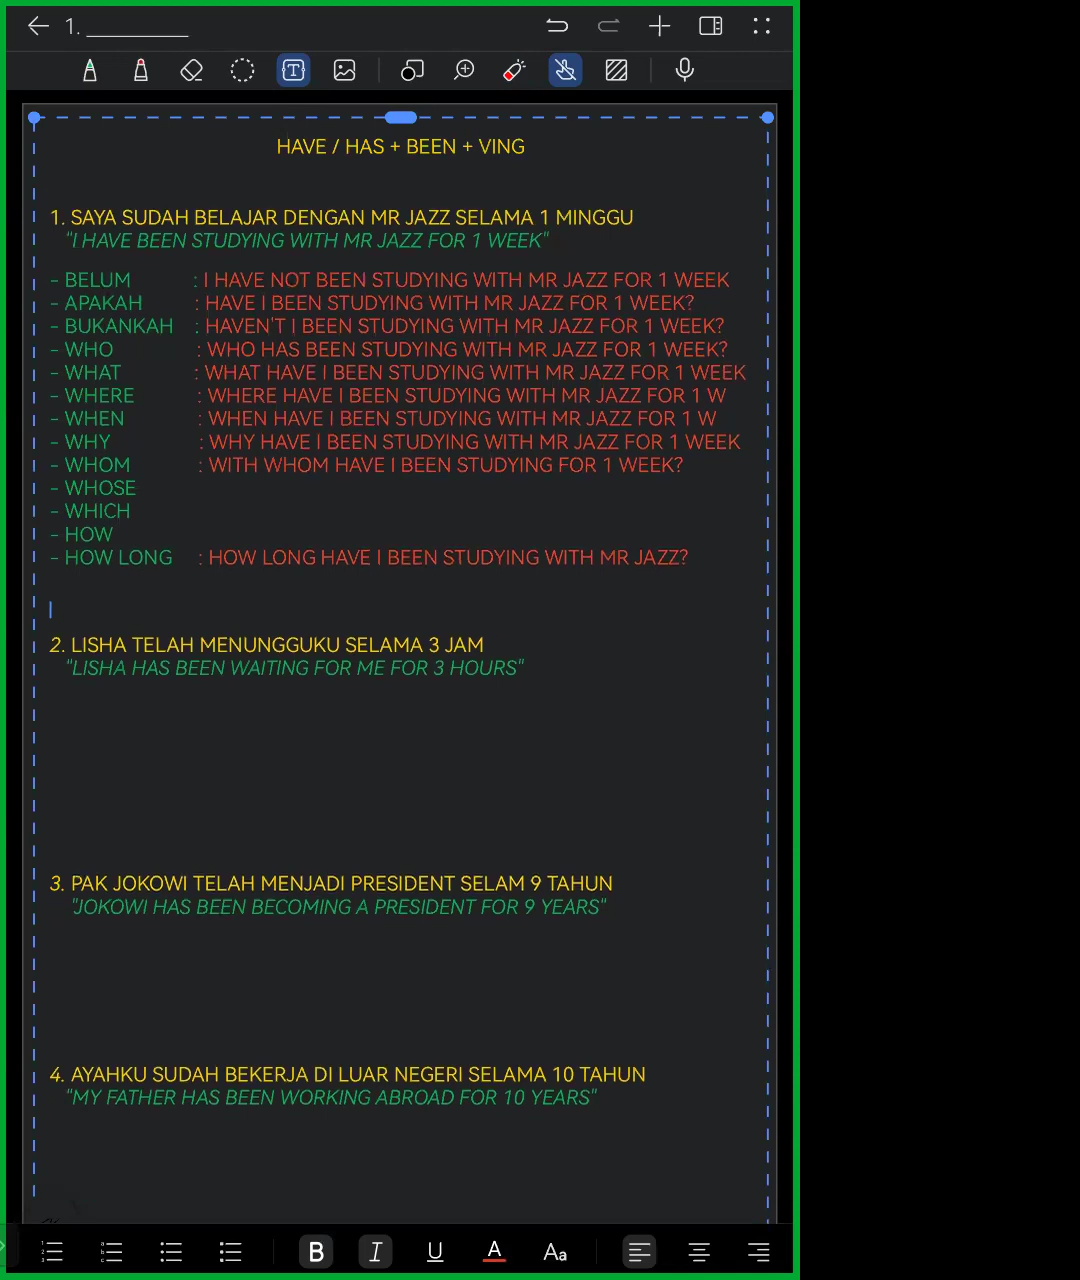 1. __________
HAVE / HAS + BEEN + VING
1. SAYA SUDAH BELAJAR DENGAN MR JAZZ SELAMA 1 MINGGU
"I HAVE BEEN STUDYING WITH MR JAZZ FOR 1 WEEK"
- BELUM : I HAVE NOT BEEN STUDYING WITH MR JAZZ FOR 1 WEEK
- APAKAH : HAVE I BEEN STUDYING WITH MR JAZZ FOR 1 WEEK?
- BUKANKAH : HAVEN'T I BEEN STUDYING WITH MR JAZZ FOR 1 WEEK?
- WHO : WHO HAS BEEN STUDYING WITH MR JAZZ FOR 1 WEEK?
- WHAT : WHAT HAVE I BEEN STUDYING WITH MR JAZZ FOR 1 WEEK
- WHERE : WHERE HAVE I BEEN STUDYING WITH MR JAZZ FOR 1 W
- WHEN : WHEN HAVE I BEEN STUDYING WITH MR JAZZ FOR 1 W
- WHY : WHY HAVE I BEEN STUDYING WITH MR JAZZ FOR 1 WEEK
- WHOM : WITH WHOM HAVE I BEEN STUDYING FOR 1 WEEK?
- WHOSE
- WHICH
- HOW
- HOW LONG : HOW LONG HAVE I BEEN STUDYING WITH MR JAZZ?
2. LISHA TELAH MENUNGGUKU SELAMA 3 JAM
"LISHA HAS BEEN WAITING FOR ME FOR 3 HOURS"
3. PAK JOKOWI TELAH MENJADI PRESIDENT SELAM 9 TAHUN
"JOKOWI HAS BEEN BECOMING A PRESIDENT FOR 9 YEARS"
4. AYAHKU SUDAH BEKERJA DI LUAR NEGERI SELAMA 10 TAHUN
"MY FATHER HAS BEEN WORKING ABROAD FOR 10 YEARS"
B I U A Aa